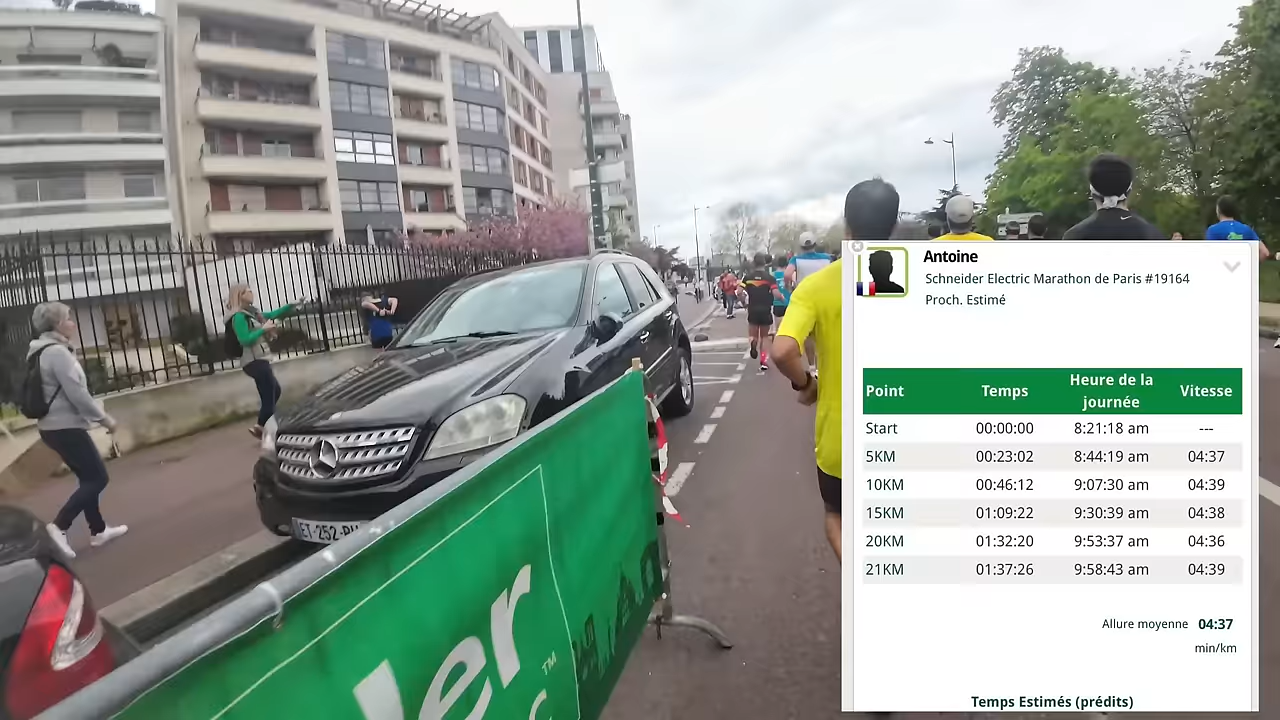 Antoine
Schneider Electric Marathon de Paris #19164
Proch. Estimé
Point Temps Heure de la journée Vitesse
Start 00:00:00 8:21:18 am ---
5KM 00:23:02 8:44:19 am 04:37
10KM 00:46:12 9:07:30 am 04:39
15KM 01:09:22 9:30:39 am 04:38
20KM 01:32:20 9:53:37 am 04:36
21KM 01:37:26 9:58:43 am 04:39
Allure moyenne 04:37
min/km
Temps Estimés (prédits)
ET-252-
ler
TM